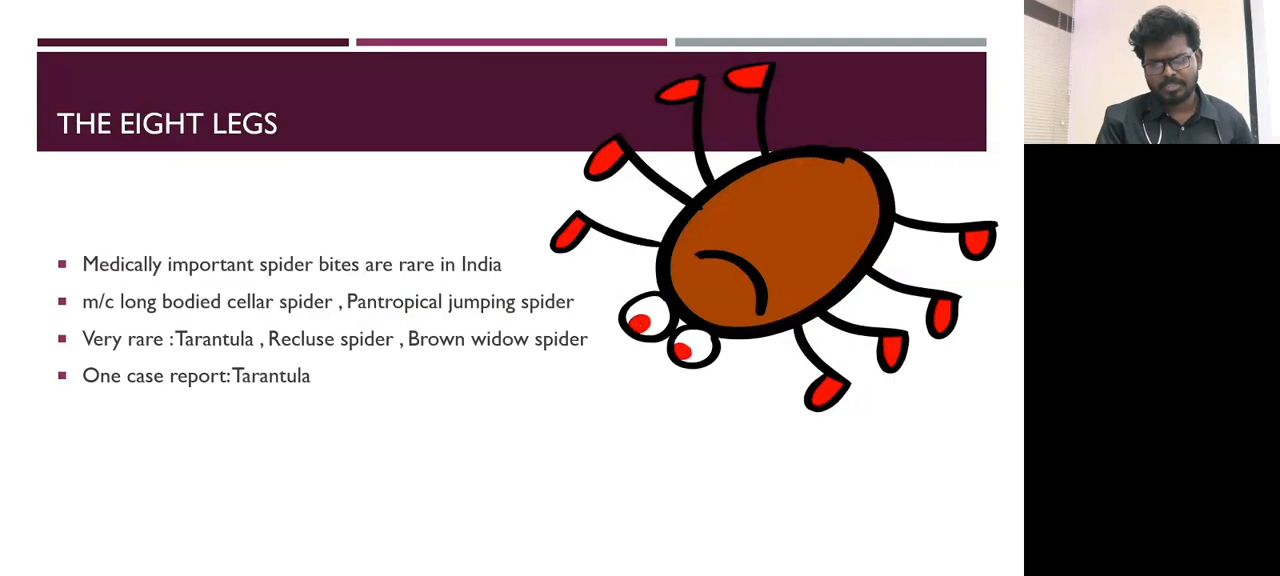 THE EIGHT LEGS
Medically important spider bites are rare in India
m/c long bodied cellar spider , Pantropical jumping spider
Very rare : Tarantula , Recluse spider , Brown widow spider
One case report: Tarantula